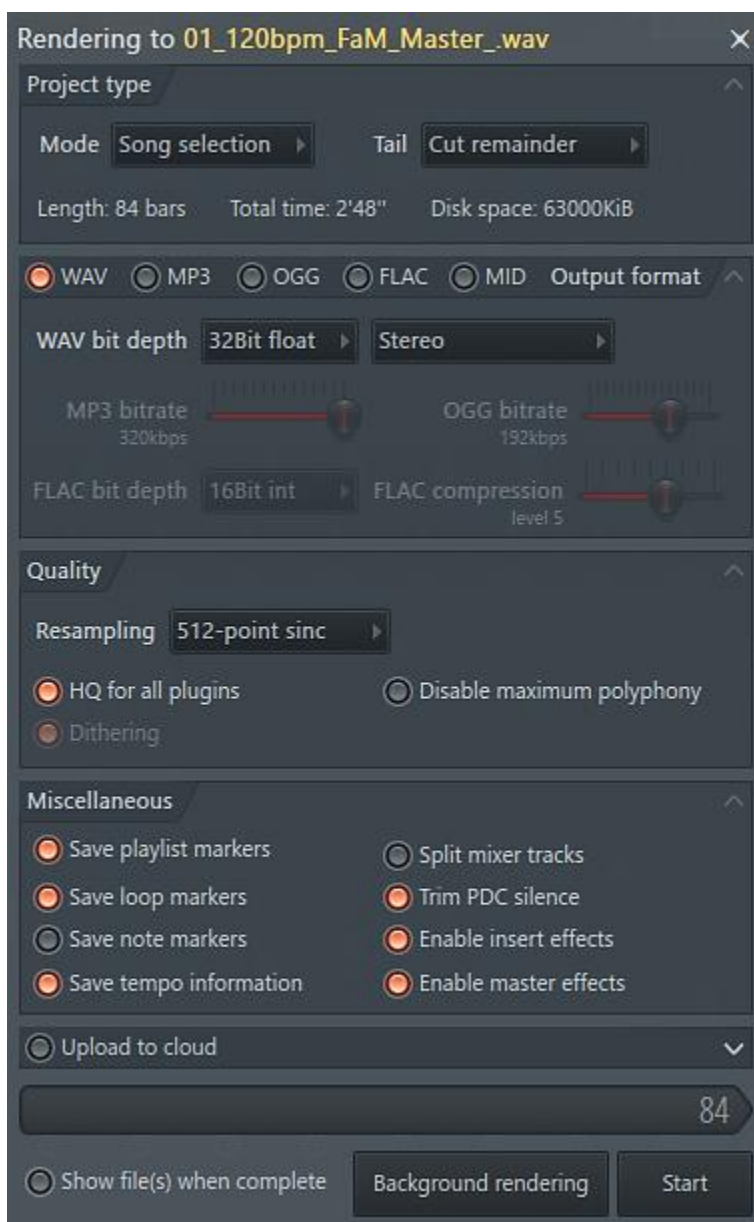 Rendering to 01_120bpm_FaM_Master_.wav
Project type
Mode Song selection Tail Cut remainder
Length: 84 bars Total time: 2'48" Disk space: 63000KiB
WAV MP3 OGG FLAC MID Output format
WAV bit depth 32Bit float Stereo
MP3 bitrate OGG bitrate
320kbps 192kbps
FLAC bit depth 16Bit int FLAC compression
level 5
Quality
Resampling 512-point sinc
HQ for all plugins Disable maximum polyphony
Dithering
Miscellaneous
Save playlist markers Split mixer tracks
Save loop markers Trim PDC silence
Save note markers Enable insert effects
Save tempo information Enable master effects
Upload to cloud
84
Show file(s) when complete Background rendering Start